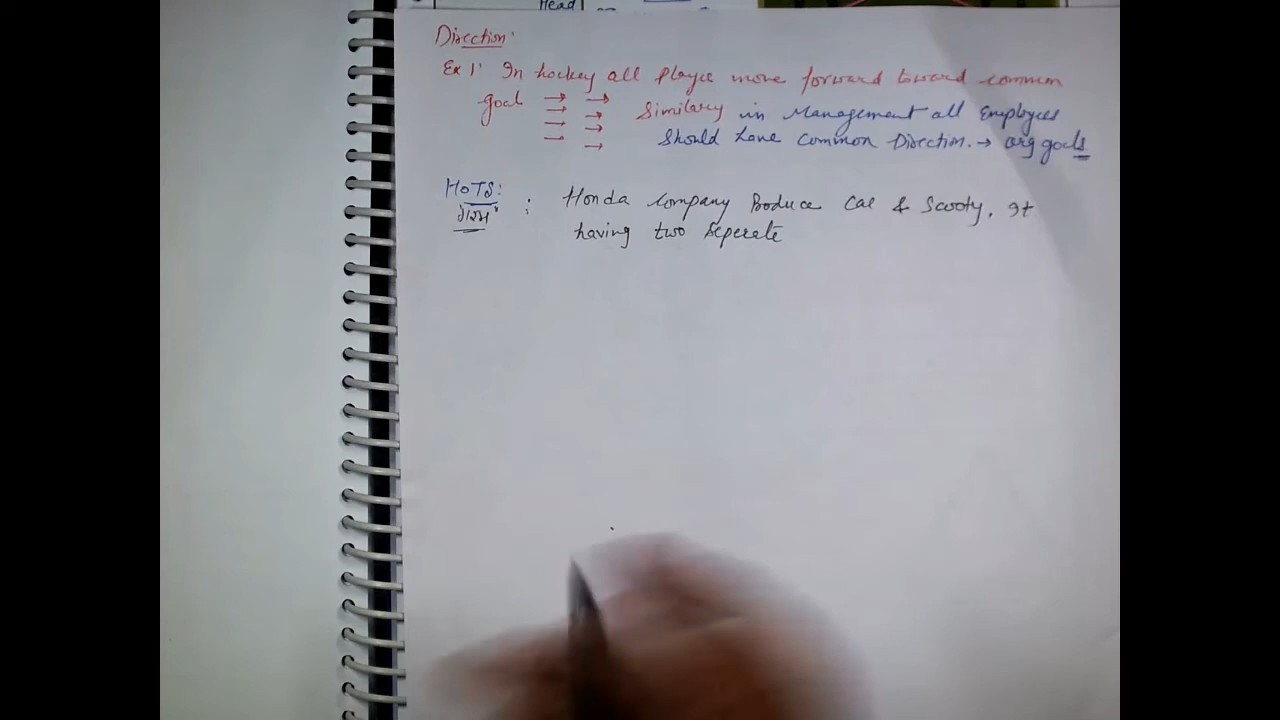 Head
Direction:
Ex 1: In hockey all Player move forward toward common
goal → → Similary in Management all Employees
should have common Direction. → org goals
HOTS:
: Honda company Produce Car & Scooty. It
having two Seperate